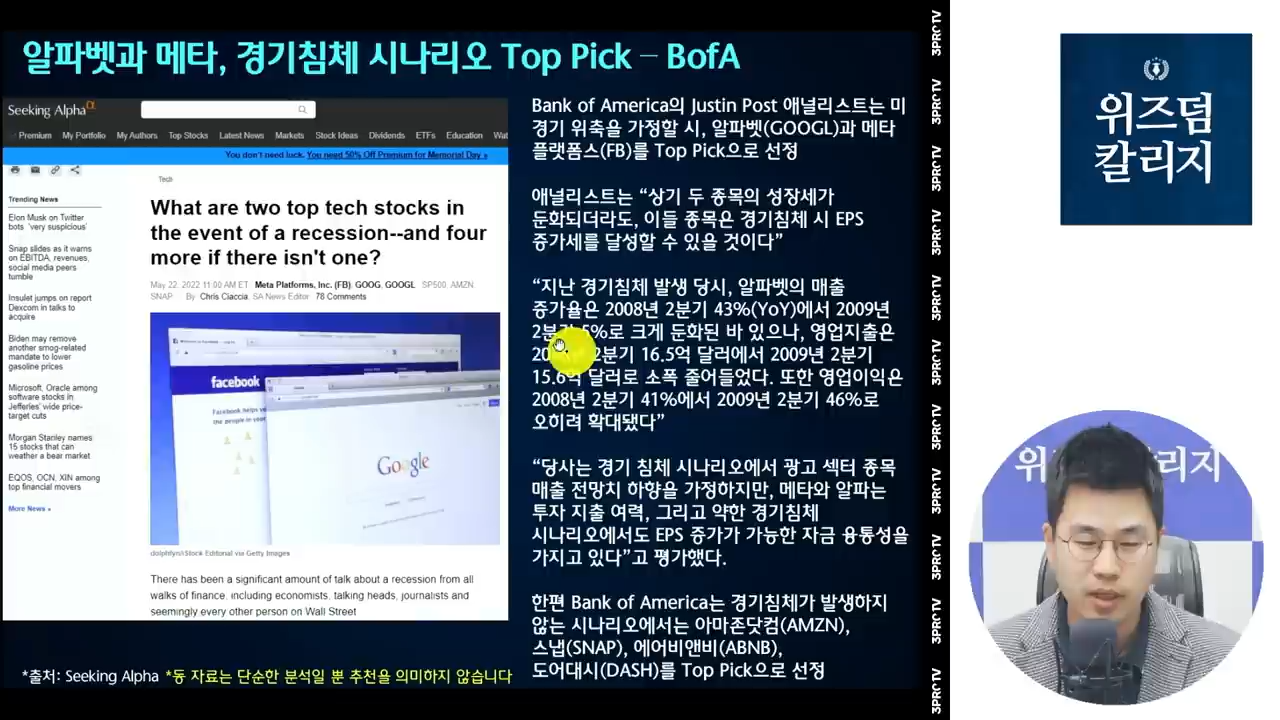 알파벳과 메타, 경기침체 시나리오 Top Pick – BofA
Seeking Alpha α
Premium My Portfolio My Authors Top Stocks Latest News Markets Stock Ideas Dividends ETFs Education Wat
You don't need luck. You need 50% Off Premium for Memorial Day »
Trending News
Elon Musk on Twitter
bots 'very suspicious'
Snap slides as it warns
on EBITDA, revenues,
social media peers
tumble
Insulet jumps on report
Dexcom in talks to
acquire
Biden may remove
another smog-related
mandate to lower
gasoline prices
Microsoft, Oracle among
software stocks in
Jefferies' wide price-
target cuts
Morgan Stanley names
15 stocks that can
weather a bear market
EQOS, OCN, XIN among
top financial movers
More News »
Tech
What are two top tech stocks in
the event of a recession--and four
more if there isn't one?
May 22, 2022 11:00 AM ET Meta Platforms, Inc. (FB), GOOG, GOOGL SP500, AMZN,
SNAP By: Chris Ciaccia, SA News Editor 78 Comments
facebook
Facebook helps
the people in your
Google
dolphfyn/iStock Editorial via Getty Images
There has been a significant amount of talk about a recession from all
walks of finance, including economists, talking heads, journalists and
seemingly every other person on Wall Street
Bank of America의 Justin Post 애널리스트는 미
경기 위축을 가정할 시, 알파벳(GOOGL)과 메타
플랫폼스(FB)를 Top Pick으로 선정
애널리스트는 “상기 두 종목의 성장세가
둔화되더라도, 이들 종목은 경기침체 시 EPS
증가세를 달성할 수 있을 것이다”
“지난 경기침체 발생 당시, 알파벳의 매출
증가율은 2008년 2분기 43%(YoY)에서 2009년
2분기 5%로 크게 둔화된 바 있으나, 영업지출은
20 2분기 16.5억 달러에서 2009년 2분기
15.6억 달러로 소폭 줄어들었다. 또한 영업이익은
2008년 2분기 41%에서 2009년 2분기 46%로
오히려 확대됐다”
“당사는 경기 침체 시나리오에서 광고 섹터 종목
매출 전망치 하향을 가정하지만, 메타와 알파는
투자 지출 여력, 그리고 약한 경기침체
시나리오에서도 EPS 증가가 가능한 자금 융통성을
가지고 있다”고 평가했다.
한편 Bank of America는 경기침체가 발생하지
않는 시나리오에서는 아마존닷컴(AMZN),
스냅(SNAP), 에어비앤비(ABNB),
도어대시(DASH)를 Top Pick으로 선정
*출처: Seeking Alpha *동 자료는 단순한 분석일 뿐 추천을 의미하지 않습니다
3PROTV
3PROTV
3PROTV
3PROTV
3PROTV
3PROTV
3PROTV
3PROTV
3PROTV
3PROTV
3PROTV
위즈덤
칼리지
위 리지